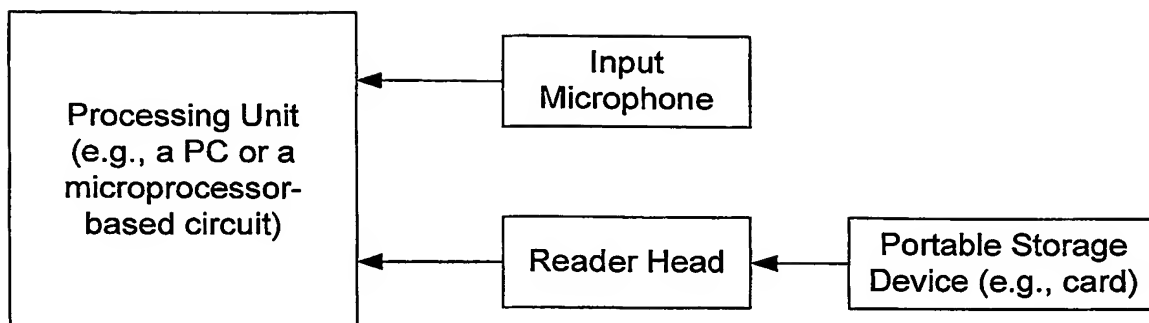 Processing Unit
(e.g., a PC or a
microprocessor-
based circuit)
Input
Microphone
Reader Head
Portable Storage
Device (e.g., card)